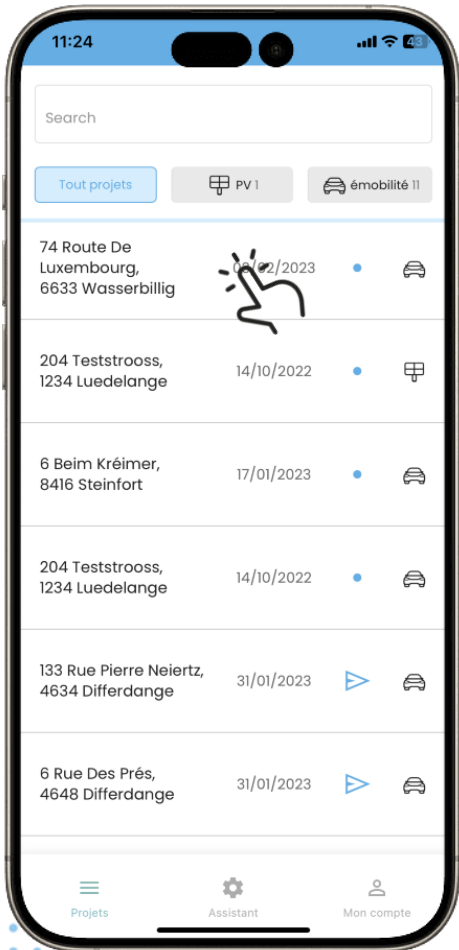 11:24
43
Search
Tout projets
PV 1
émobilité 11
74 Route De
Luxembourg,
6633 Wasserbillig
/02/2023
204 Teststrooss,
1234 Luedelange
14/10/2022
6 Beim Kréimer,
8416 Steinfort
17/01/2023
204 Teststrooss,
1234 Luedelange
14/10/2022
133 Rue Pierre Neiertz,
4634 Differdange
31/01/2023
6 Rue Des Prés,
4648 Differdange
31/01/2023
Projets
Assistant
Mon compte